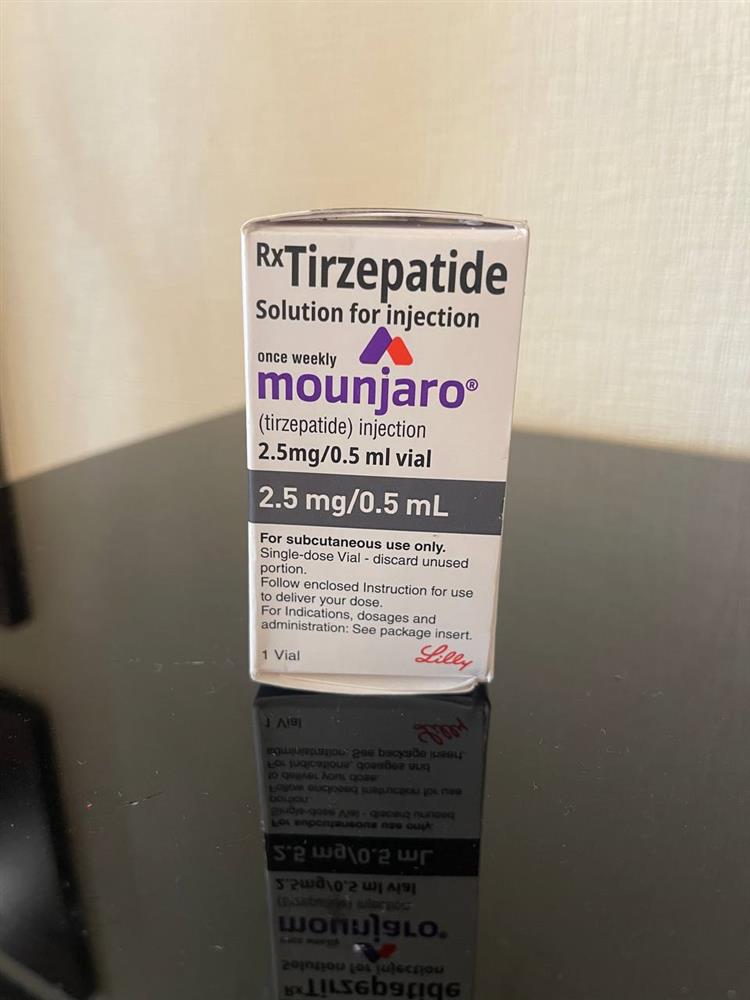 RxTirzepatide
Solution for injection
once weekly
mounjaro®
(tirzepatide) injection
2.5mg/0.5 ml vial
2.5 mg/0.5 mL
For subcutaneous use only.
Single-dose Vial - discard unused
portion.
Follow enclosed Instruction for use
to deliver your dose.
For Indications, dosages and
administration: See package insert.
1 Vial
Lilly